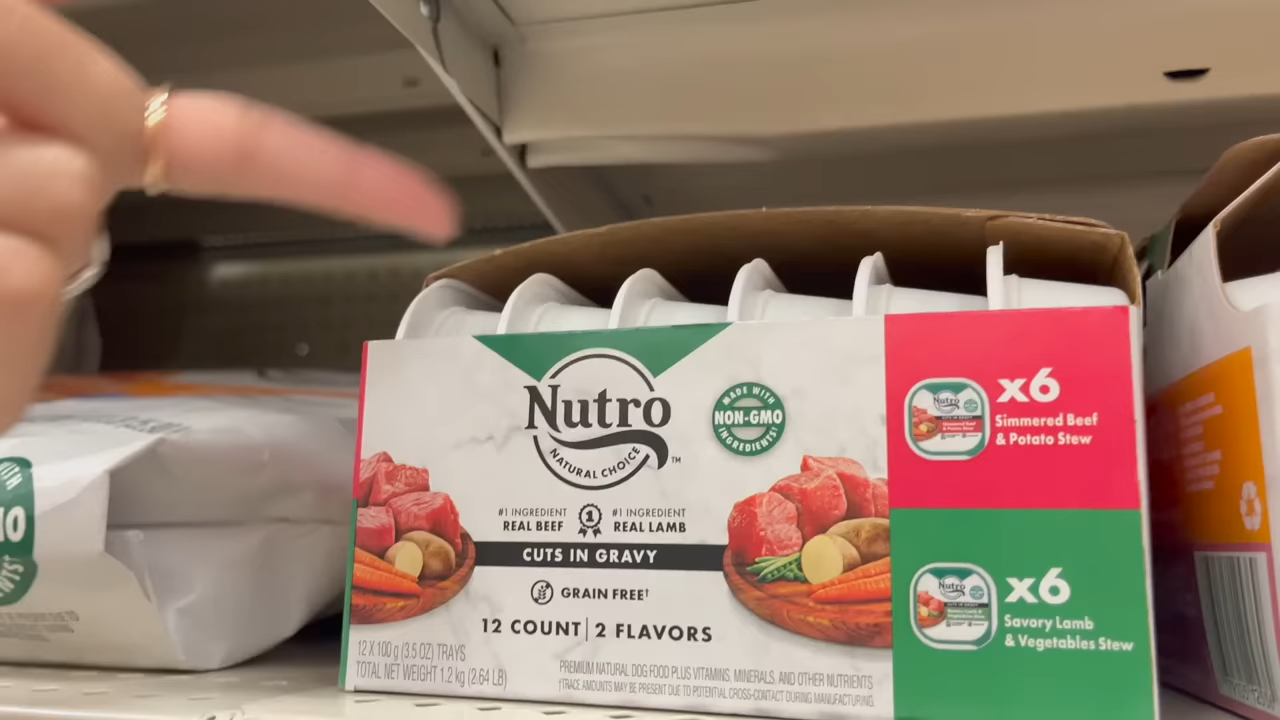 Nutro
NATURAL CHOICE
TM
MADE WITH
NON-GMO
INGREDIENTS†
#1 INGREDIENT
REAL BEEF
1
#1 INGREDIENT
REAL LAMB
CUTS IN GRAVY
GRAIN FREE†
12 COUNT | 2 FLAVORS
12 X 100 g (3.5 OZ) TRAYS
TOTAL NET WEIGHT 1.2 kg (2.64 LB)
PREMIUM NATURAL DOG FOOD PLUS VITAMINS, MINERALS, AND OTHER NUTRIENTS
†TRACE AMOUNTS MAY BE PRESENT DUE TO POTENTIAL CROSS-CONTACT DURING MANUFACTURING.
Nutro
x6
Simmered Beef
& Potato Stew
Nutro
x6
Savory Lamb
& Vegetables Stew